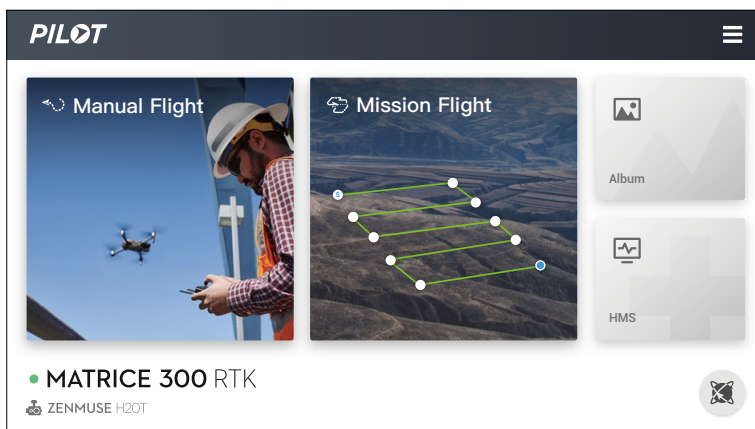 PILOT
Manual Flight
Mission Flight
S
Album
HMS
MATRICE 300 RTK
ZENMUSE H20T